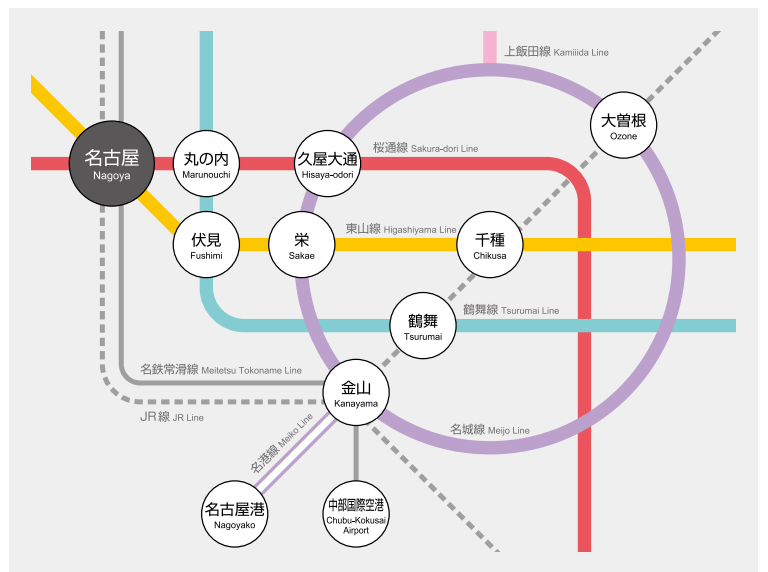 上飯田線 Kamiiida Line
大曽根
Ozone
名古屋
Nagoya
丸の内
Marunouchi
久屋大通
Hisaya-odori
桜通線 Sakura-dori Line
伏見
Fushimi
栄
Sakae
東山線 Higashiyama Line
千種
Chikusa
鶴舞
Tsurumai
鶴舞線 Tsurumai Line
名鉄常滑線 Meitetsu Tokoname Line
金山
Kanayama
JR線 JR Line
名港線 Meiko Line
名城線 Meijo Line
名古屋港
Nagoyako
中部国際空港
Chubu-Kokusai
Airport